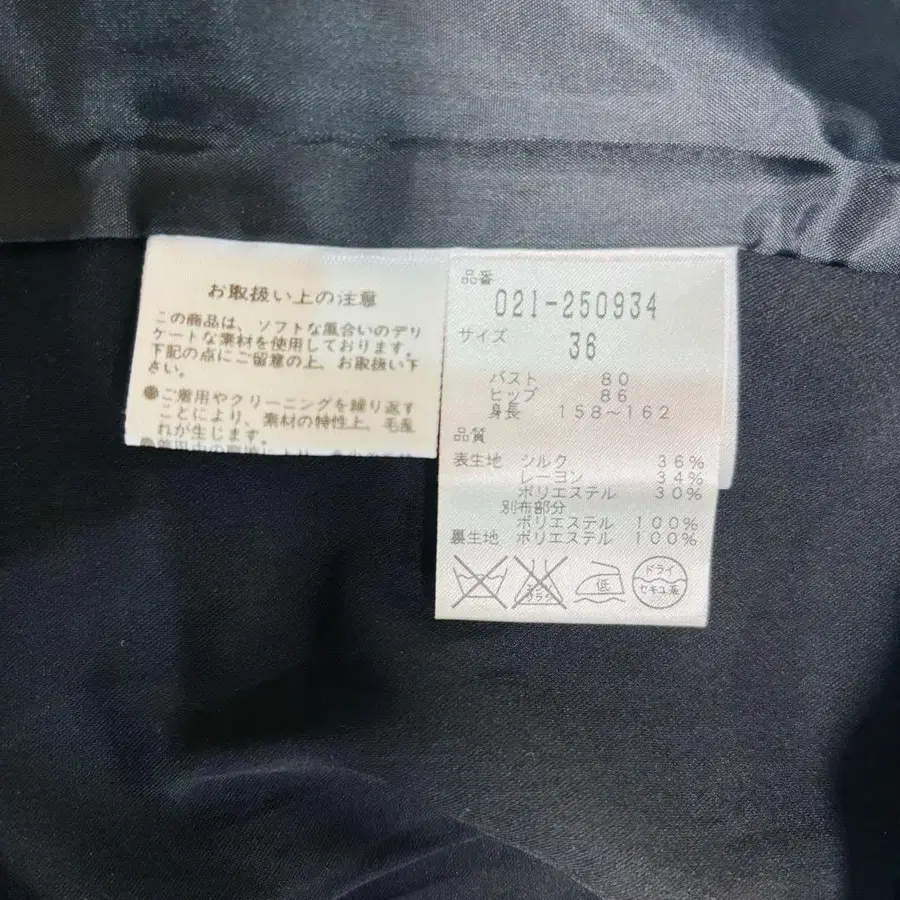 お取扱い上の注意
この商品は、ソフトな風合いのデリ
ケートな素材を使用しております。
下記の点にご留意の上、お取扱い下
さい。
●ご着用やクリーニングを繰り返す
ことにより、素材の特性上、毛羽
れが生じます。
品番
021-250934
サイズ
36
バスト 80
ヒップ 86
身長 158〜162
品質
表生地 シルク 36%
レーヨン 34%
ポリエステル 30%
別布部分
ポリエステル 100%
裏生地 ポリエステル 100%
エンソ サラシ 低 ドライ
セキユ系